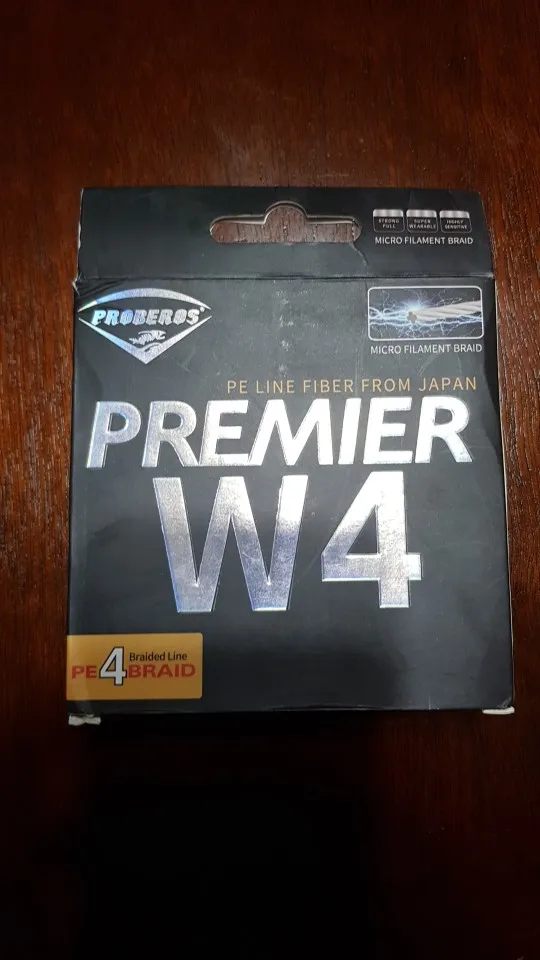 STRONG PULL
SUPER WEARABLE
HIGHLY SENSITIVE
MICRO FILAMENT BRAID
PROBEROS
MICRO FILAMENT BRAID
PE LINE FIBER FROM JAPAN
PREMIER
W4
Braided Line
PE 4 BRAID